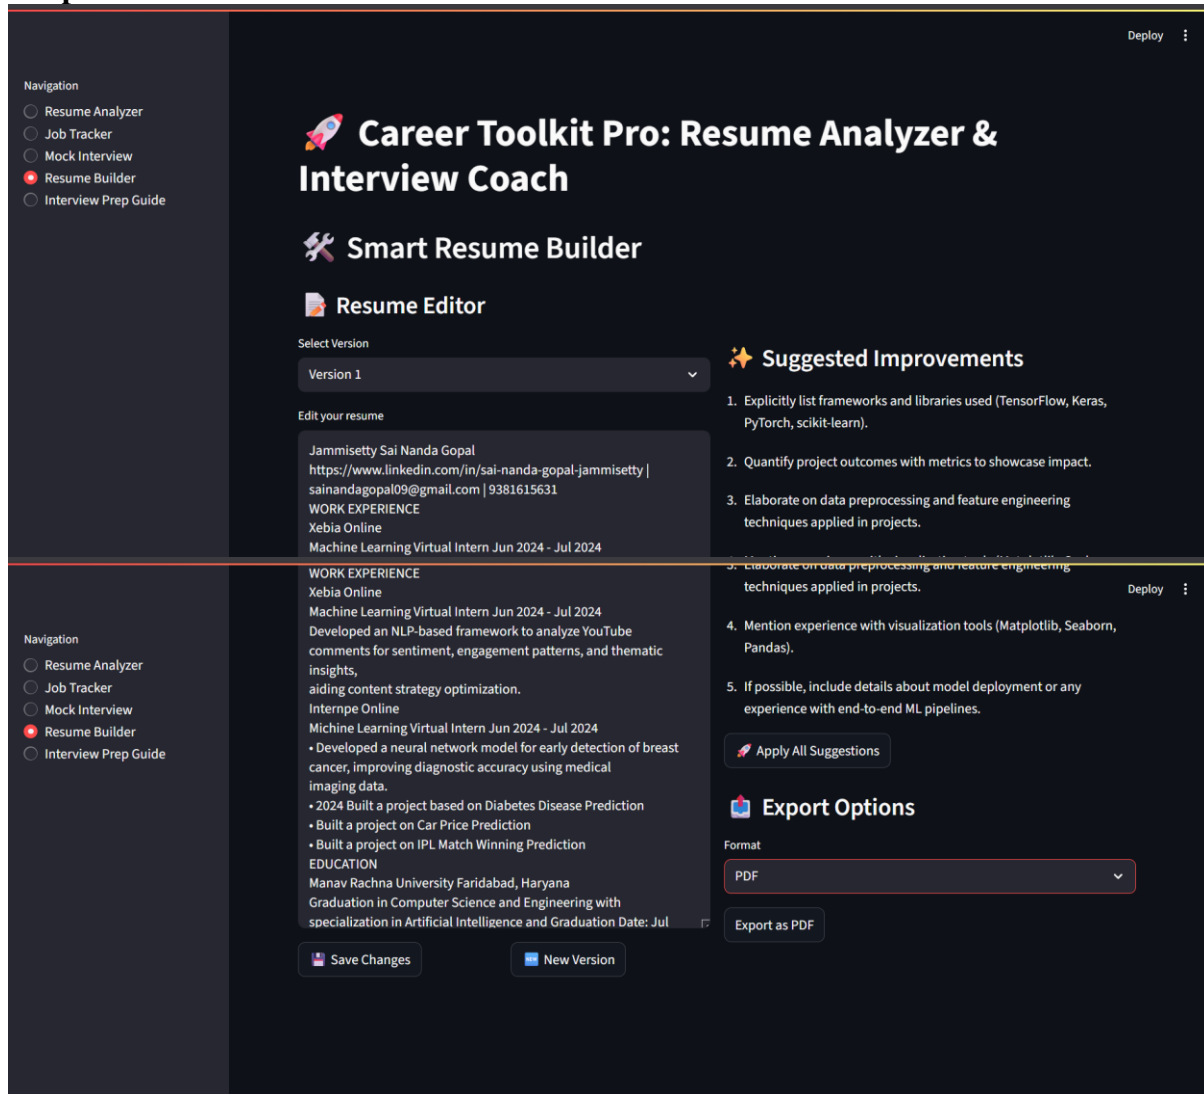 Deploy
Navigation
Resume Analyzer
Job Tracker
Mock Interview
Resume Builder
Interview Prep Guide
🚀 Career Toolkit Pro: Resume Analyzer &
Interview Coach
🛠 Smart Resume Builder
📝 Resume Editor
Select Version
Version 1
Edit your resume
Jammisetty Sai Nanda Gopal
https://www.linkedin.com/in/sai-nanda-gopal-jammisetty |
sainandagopal09@gmail.com | 9381615631
WORK EXPERIENCE
Xebia Online
Machine Learning Virtual Intern Jun 2024 - Jul 2024
✨ Suggested Improvements
1. Explicitly list frameworks and libraries used (TensorFlow, Keras,
PyTorch, scikit-learn).
2. Quantify project outcomes with metrics to showcase impact.
3. Elaborate on data preprocessing and feature engineering
techniques applied in projects.
Deploy
Navigation
Resume Analyzer
Job Tracker
Mock Interview
Resume Builder
Interview Prep Guide
WORK EXPERIENCE
Xebia Online
Machine Learning Virtual Intern Jun 2024 - Jul 2024
Developed an NLP-based framework to analyze YouTube
comments for sentiment, engagement patterns, and thematic
insights,
aiding content strategy optimization.
Internpe Online
Michine Learning Virtual Intern Jun 2024 - Jul 2024
• Developed a neural network model for early detection of breast
cancer, improving diagnostic accuracy using medical
imaging data.
• 2024 Built a project based on Diabetes Disease Prediction
• Built a project on Car Price Prediction
• Built a project on IPL Match Winning Prediction
EDUCATION
Manav Rachna University Faridabad, Haryana
Graduation in Computer Science and Engineering with
specialization in Artificial Intelligence and Graduation Date: Jul
💾 Save Changes
🆕 New Version
3. Elaborate on data preprocessing and feature engineering
techniques applied in projects.
4. Mention experience with visualization tools (Matplotlib, Seaborn,
Pandas).
5. If possible, include details about model deployment or any
experience with end-to-end ML pipelines.
🚀 Apply All Suggestions
📤 Export Options
Format
PDF
Export as PDF